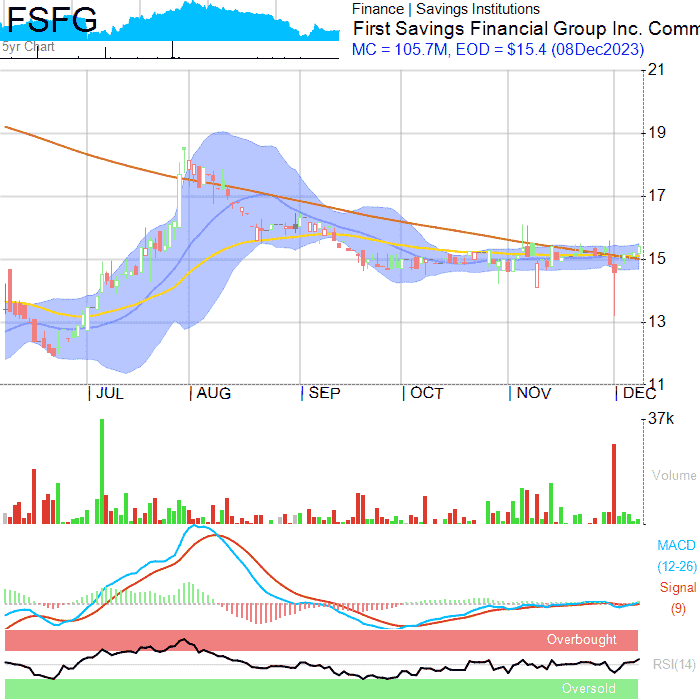 FSFG
5yr Chart
Finance | Savings Institutions
First Savings Financial Group Inc. Comm
MC = 105.7M, EOD = $15.4 (08Dec2023)
21
19
17
15
13
11
JUL
AUG
SEP
OCT
NOV
DEC
37k
Volume
MACD
(12-26)
Signal
(9)
Overbought
RSI(14)
Oversold